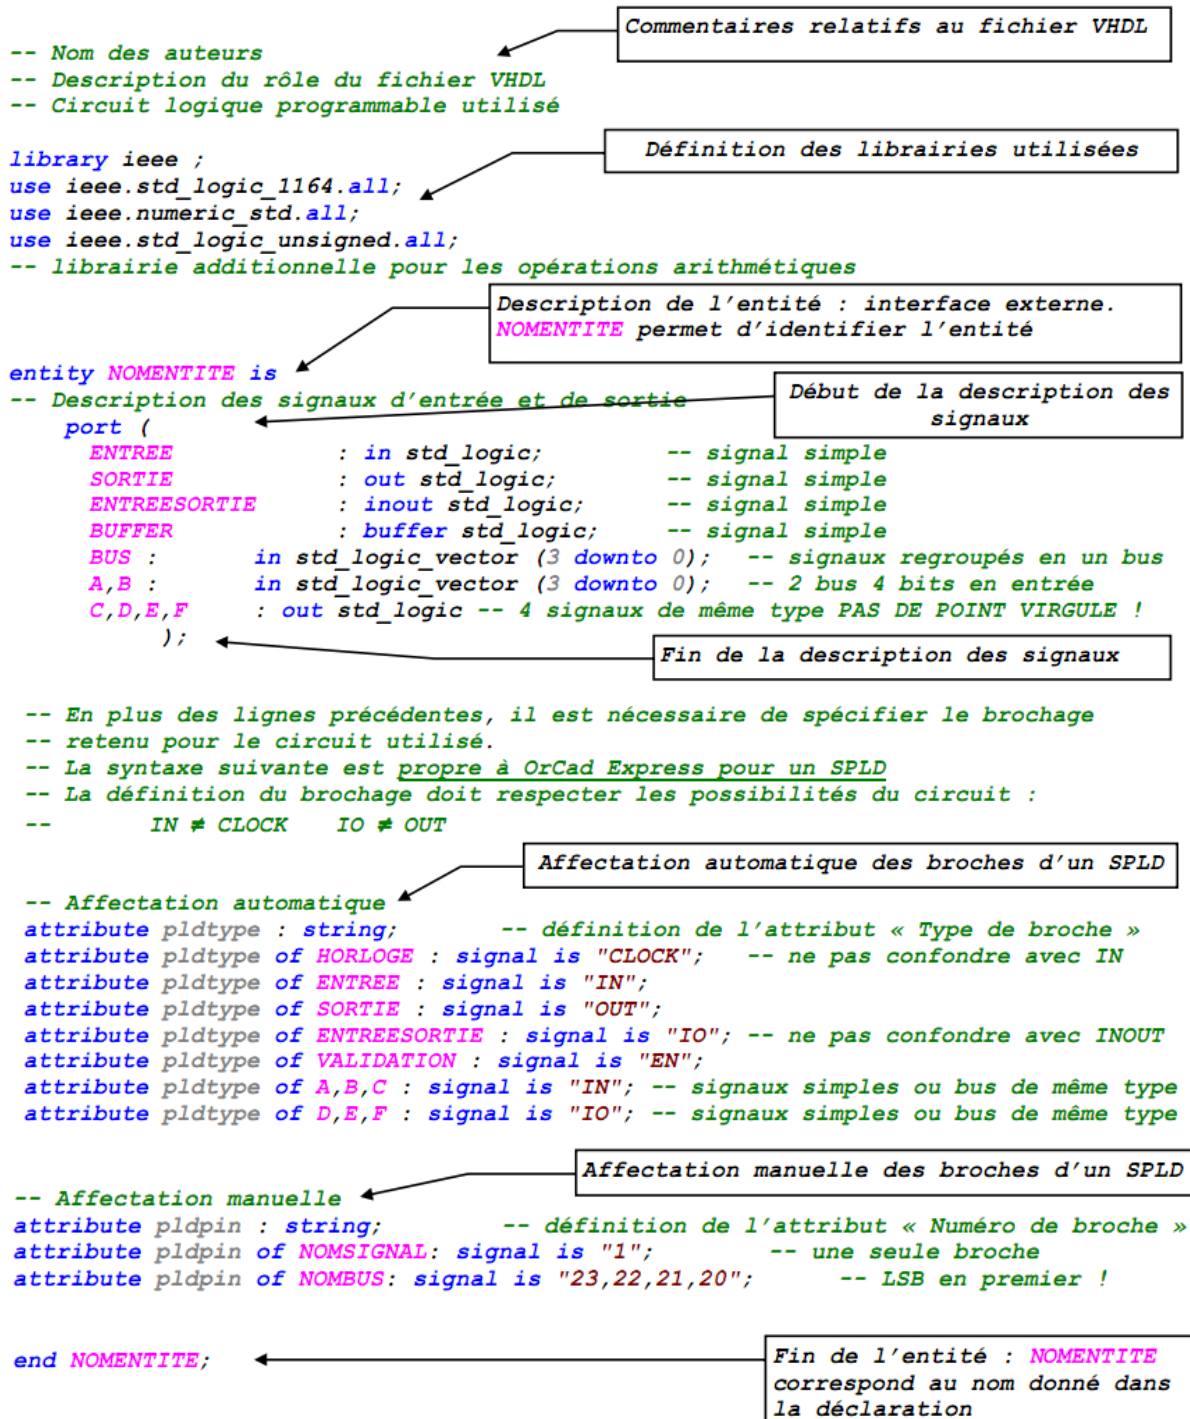 Commentaires relatifs au fichier VHDL
-- Nom des auteurs
-- Description du rôle du fichier VHDL
-- Circuit logique programmable utilisé
Définition des librairies utilisées
library ieee ;
use ieee.std_logic_1164.all;
use ieee.numeric_std.all;
use ieee.std_logic_unsigned.all;
-- librairie additionnelle pour les opérations arithmétiques
Description de l'entité : interface externe.
NOMENTITE permet d'identifier l'entité
entity NOMENTITE is
-- Description des signaux d'entrée et de sortie
Début de la description des
signaux
port (
ENTREE : in std_logic; -- signal simple
SORTIE : out std_logic; -- signal simple
ENTREESORTIE : inout std_logic; -- signal simple
BUFFER : buffer std_logic; -- signal simple
BUS : in std_logic_vector (3 downto 0); -- signaux regroupés en un bus
A,B : in std_logic_vector (3 downto 0); -- 2 bus 4 bits en entrée
C,D,E,F : out std_logic -- 4 signaux de même type PAS DE POINT VIRGULE !
);
Fin de la description des signaux
-- En plus des lignes précédentes, il est nécessaire de spécifier le brochage
-- retenu pour le circuit utilisé.
-- La syntaxe suivante est propre à OrCad Express pour un SPLD
-- La définition du brochage doit respecter les possibilités du circuit :
-- IN ≠ CLOCK IO ≠ OUT
Affectation automatique des broches d'un SPLD
-- Affectation automatique
attribute pldtype : string; -- définition de l'attribut « Type de broche »
attribute pldtype of HORLOGE : signal is "CLOCK"; -- ne pas confondre avec IN
attribute pldtype of ENTREE : signal is "IN";
attribute pldtype of SORTIE : signal is "OUT";
attribute pldtype of ENTREESORTIE : signal is "IO"; -- ne pas confondre avec INOUT
attribute pldtype of VALIDATION : signal is "EN";
attribute pldtype of A,B,C : signal is "IN"; -- signaux simples ou bus de même type
attribute pldtype of D,E,F : signal is "IO"; -- signaux simples ou bus de même type
Affectation manuelle des broches d'un SPLD
-- Affectation manuelle
attribute pldpin : string; -- définition de l'attribut « Numéro de broche »
attribute pldpin of NOMSIGNAL: signal is "1"; -- une seule broche
attribute pldpin of NOMBUS: signal is "23,22,21,20"; -- LSB en premier !
end NOMENTITE;
Fin de l'entité : NOMENTITE
correspond au nom donné dans
la déclaration